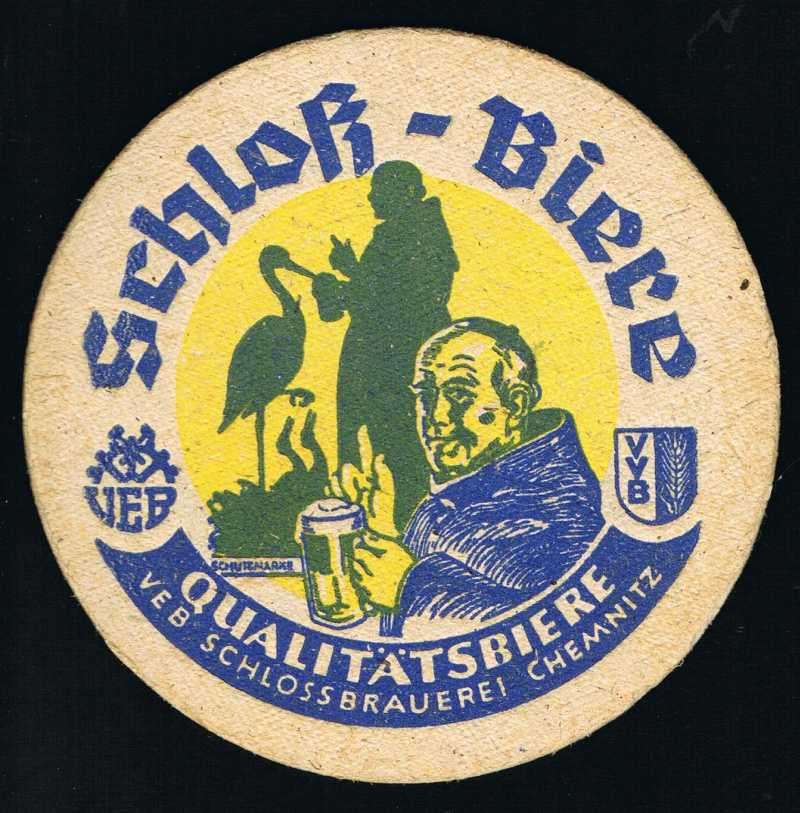 Schloß - Biere
VEB
VVB
SCHUTZMARKE
QUALITÄTSBIERE
VEB SCHLOSSBRAUEREI CHEMNITZ